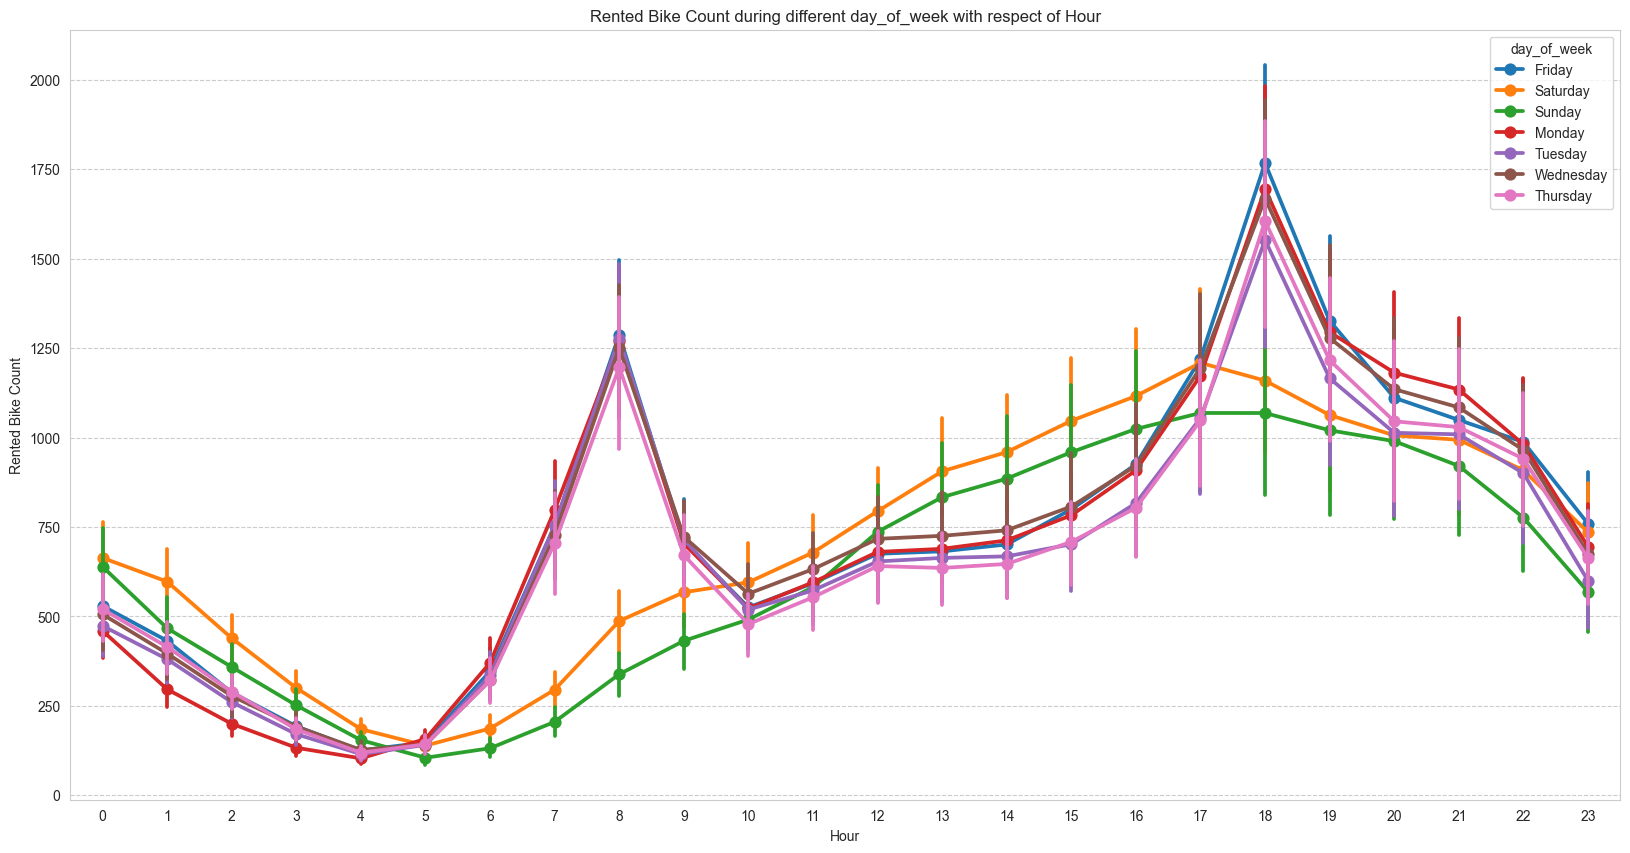 Rented Bike Count during different day_of_week with respect of Hour
day_of_week
Friday
Saturday
Sunday
Monday
Tuesday
Wednesday
Thursday
Rented Bike Count
2000
1750
1500
1250
1000
750
500
250
0
0 1 2 3 4 5 6 7 8 9 10 11 12 13 14 15 16 17 18 19 20 21 22 23
Hour